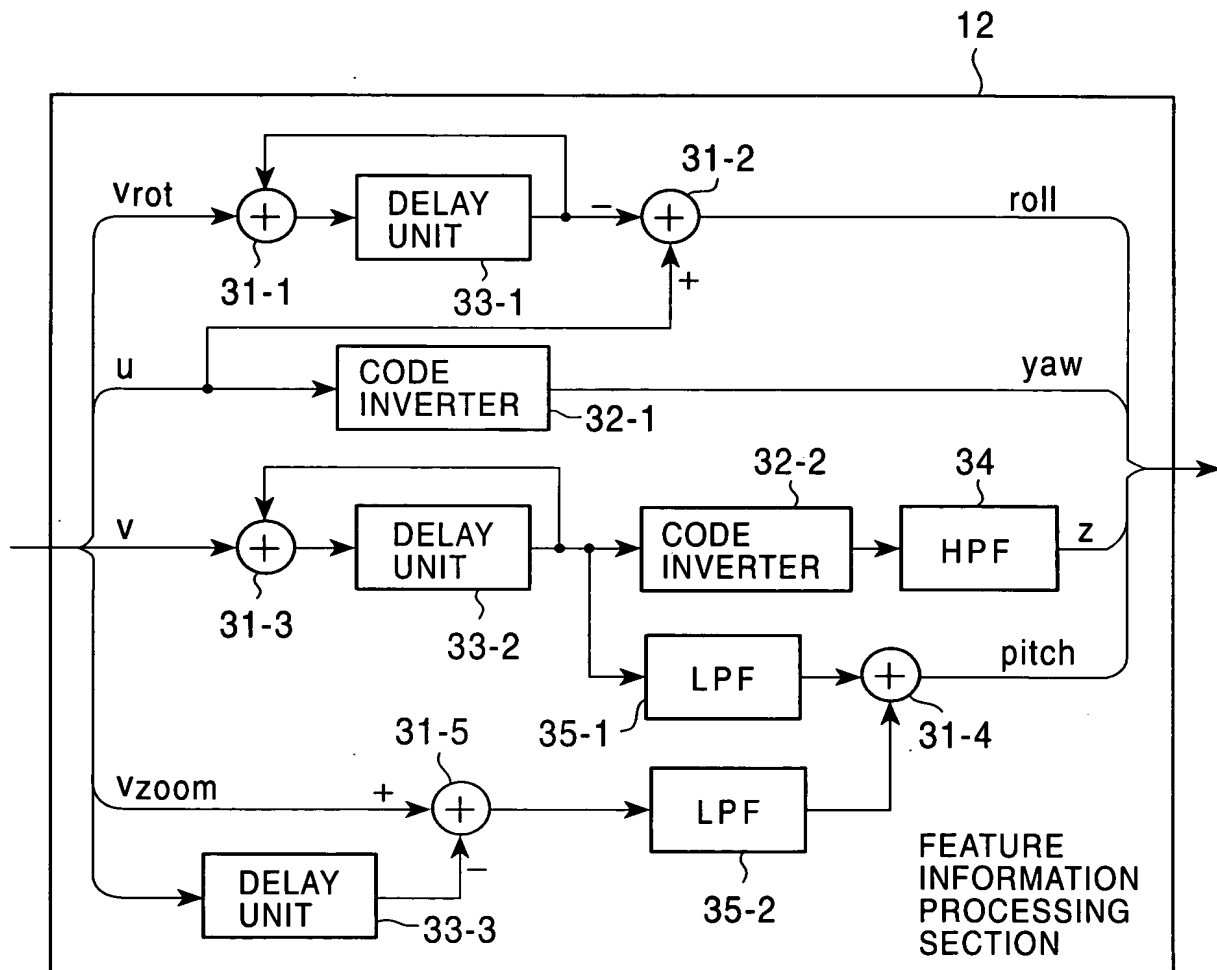 12
vrot
+
31-1
DELAY
UNIT
33-1
−
+
31-2
+
roll
u
CODE
INVERTER
32-1
yaw
v
+
31-3
DELAY
UNIT
33-2
CODE
INVERTER
32-2
34
HPF
z
LPF
35-1
+
31-4
pitch
vzoom
+
31-5
+
−
DELAY
UNIT
33-3
LPF
35-2
FEATURE
INFORMATION
PROCESSING
SECTION